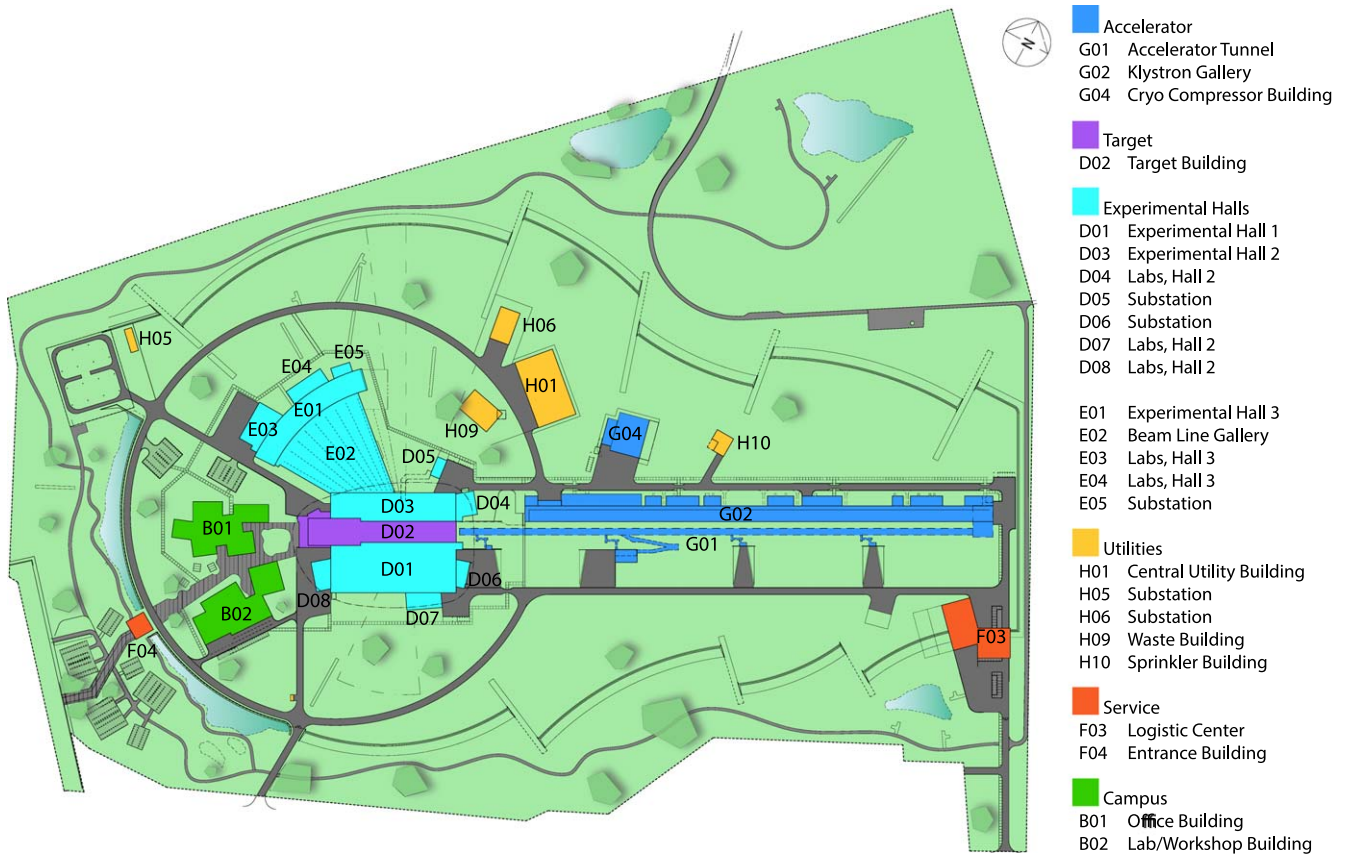 N
H05
H06
E05
E04
H01
E01
E03
H09
G04
H10
E02
D05
D03
D04
G02
B01
D02
G01
D01
D06
D08
D07
B02
F04
F03
Accelerator
G01 Accelerator Tunnel
G02 Klystron Gallery
G04 Cryo Compressor Building
Target
D02 Target Building
Experimental Halls
D01 Experimental Hall 1
D03 Experimental Hall 2
D04 Labs, Hall 2
D05 Substation
D06 Substation
D07 Labs, Hall 2
D08 Labs, Hall 2
E01 Experimental Hall 3
E02 Beam Line Gallery
E03 Labs, Hall 3
E04 Labs, Hall 3
E05 Substation
Utilities
H01 Central Utility Building
H05 Substation
H06 Substation
H09 Waste Building
H10 Sprinkler Building
Service
F03 Logistic Center
F04 Entrance Building
Campus
B01 Office Building
B02 Lab/Workshop Building